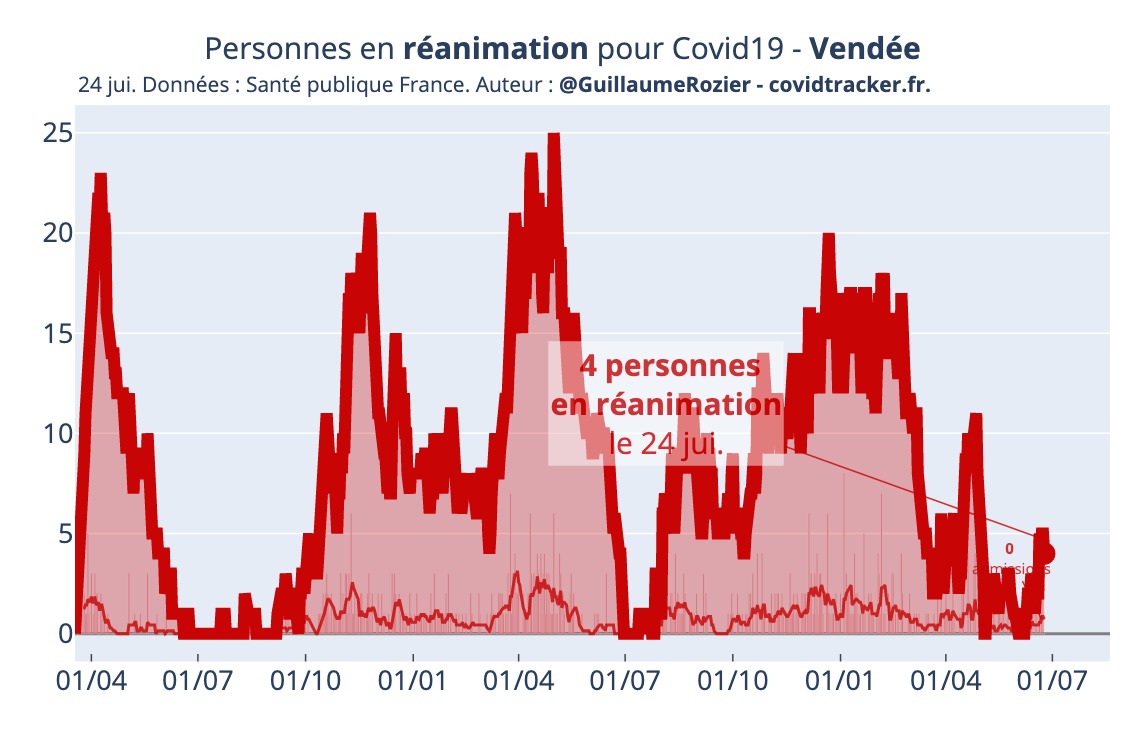 Personnes en réanimation pour Covid19 - Vendée
24 jui. Données : Santé publique France. Auteur : @GuillaumeRozier - covidtracker.fr.
25
20
15
10
5
0
4 personnes
en réanimation
le 24 jui.
0
admissions
01/04 01/07 01/10 01/01 01/04 01/07 01/10 01/01 01/04 01/07